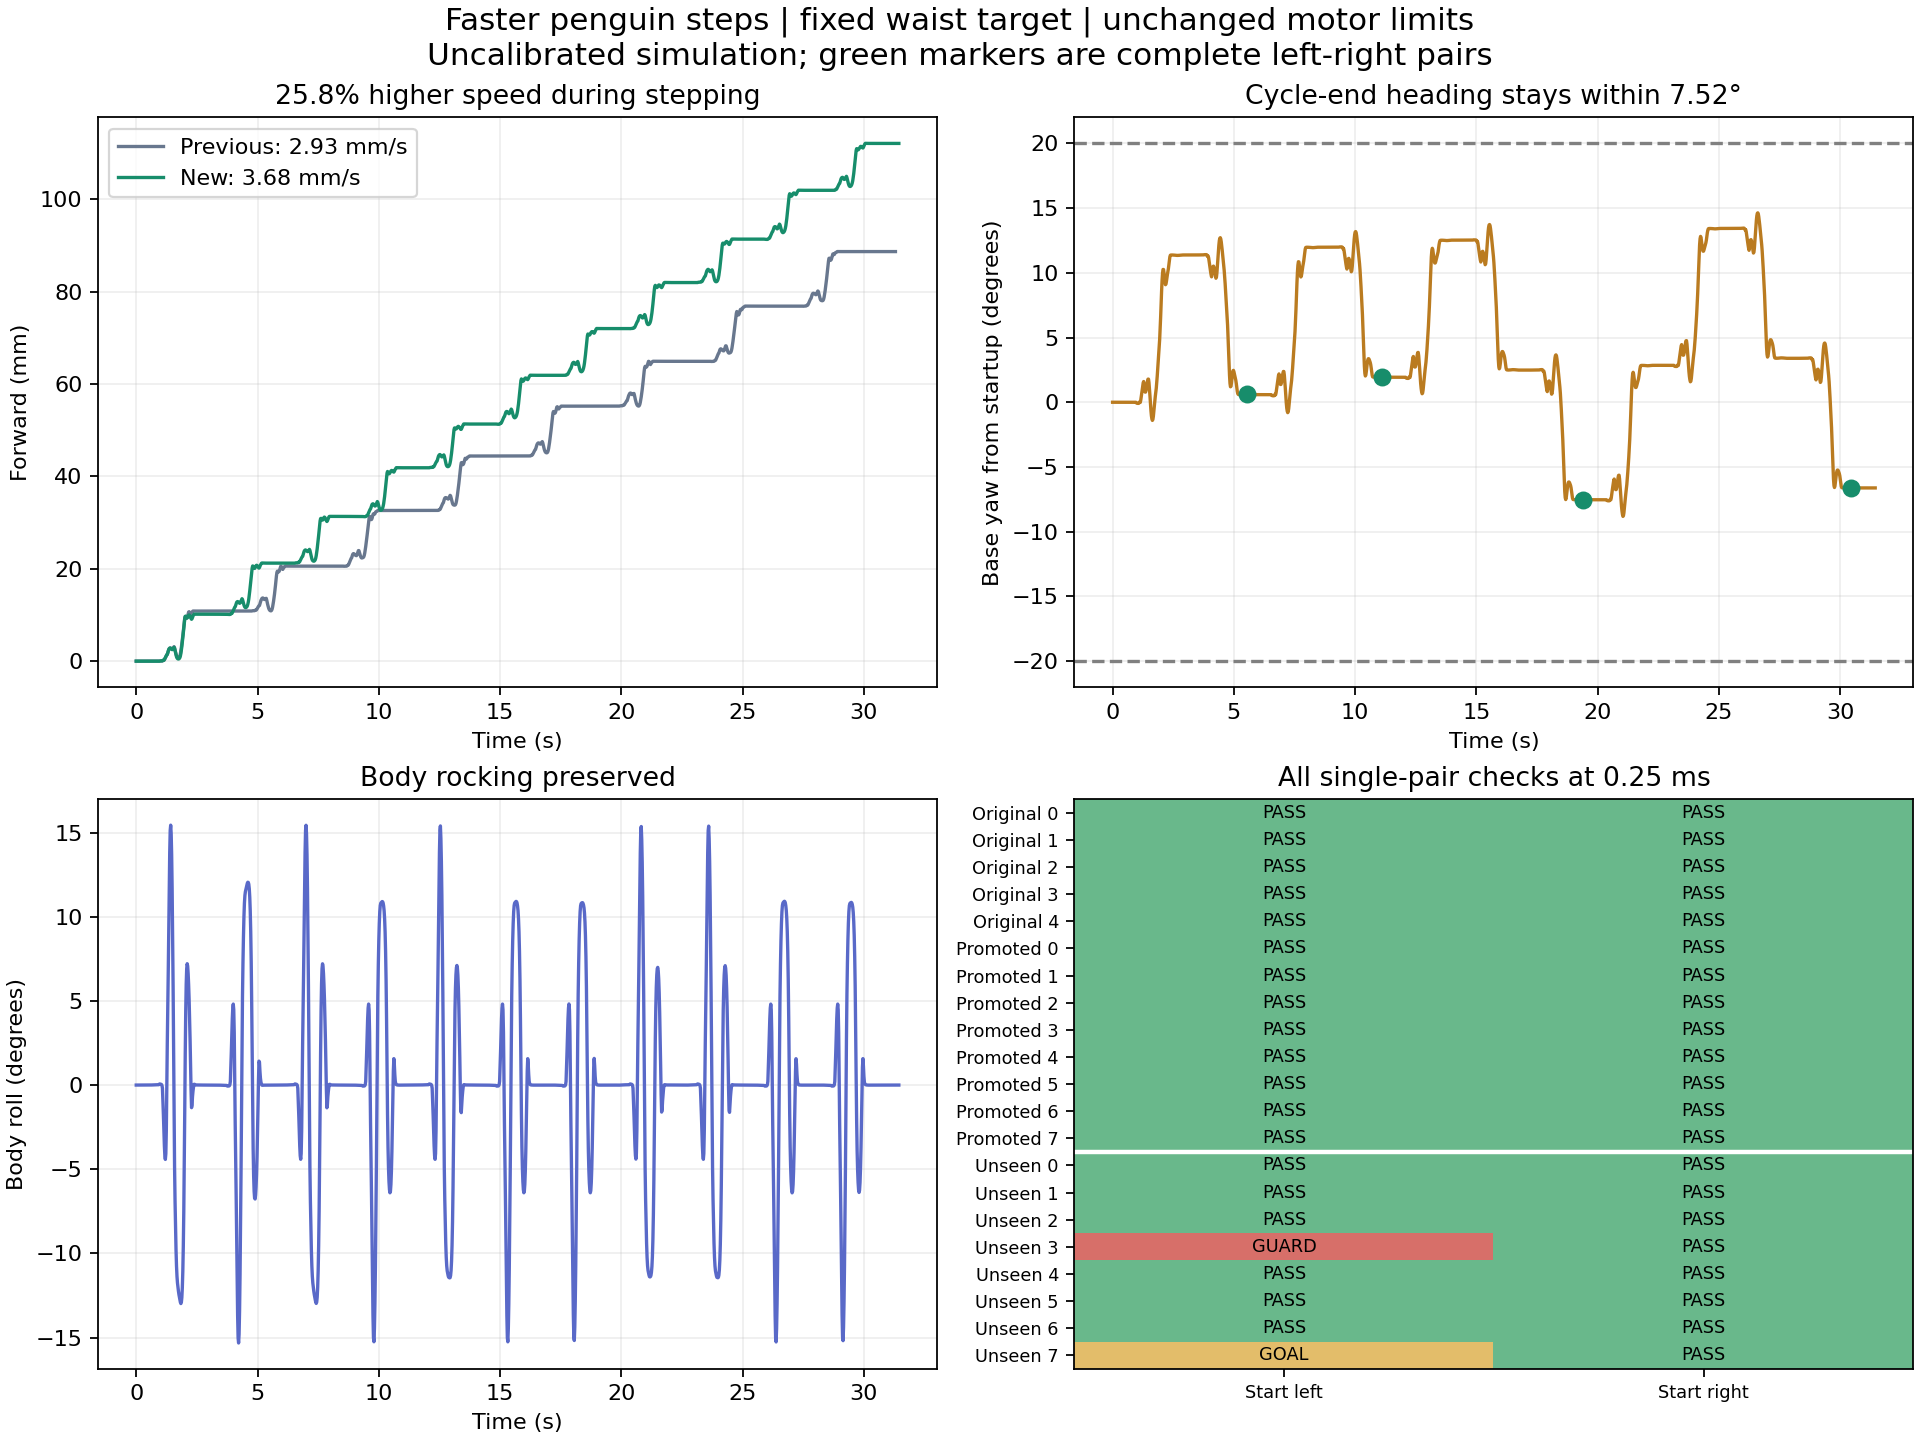 Faster penguin steps | fixed waist target | unchanged motor limits
Uncalibrated simulation; green markers are complete left-right pairs
25.8% higher speed during stepping
Previous: 2.93 mm/s
New: 3.68 mm/s
Forward (mm)
100
80
60
40
20
0
0 5 10 15 20 25 30
Time (s)
Cycle-end heading stays within 7.52°
Base yaw from startup (degrees)
20
15
10
5
0
−5
−10
−15
−20
0 5 10 15 20 25 30
Time (s)
Body rocking preserved
Body roll (degrees)
15
10
5
0
−5
−10
−15
0 5 10 15 20 25 30
Time (s)
All single-pair checks at 0.25 ms
Original 0 PASS PASS
Original 1 PASS PASS
Original 2 PASS PASS
Original 3 PASS PASS
Original 4 PASS PASS
Promoted 0 PASS PASS
Promoted 1 PASS PASS
Promoted 2 PASS PASS
Promoted 3 PASS PASS
Promoted 4 PASS PASS
Promoted 5 PASS PASS
Promoted 6 PASS PASS
Promoted 7 PASS PASS
Unseen 0 PASS PASS
Unseen 1 PASS PASS
Unseen 2 PASS PASS
Unseen 3 GUARD PASS
Unseen 4 PASS PASS
Unseen 5 PASS PASS
Unseen 6 PASS PASS
Unseen 7 GOAL PASS
Start left Start right